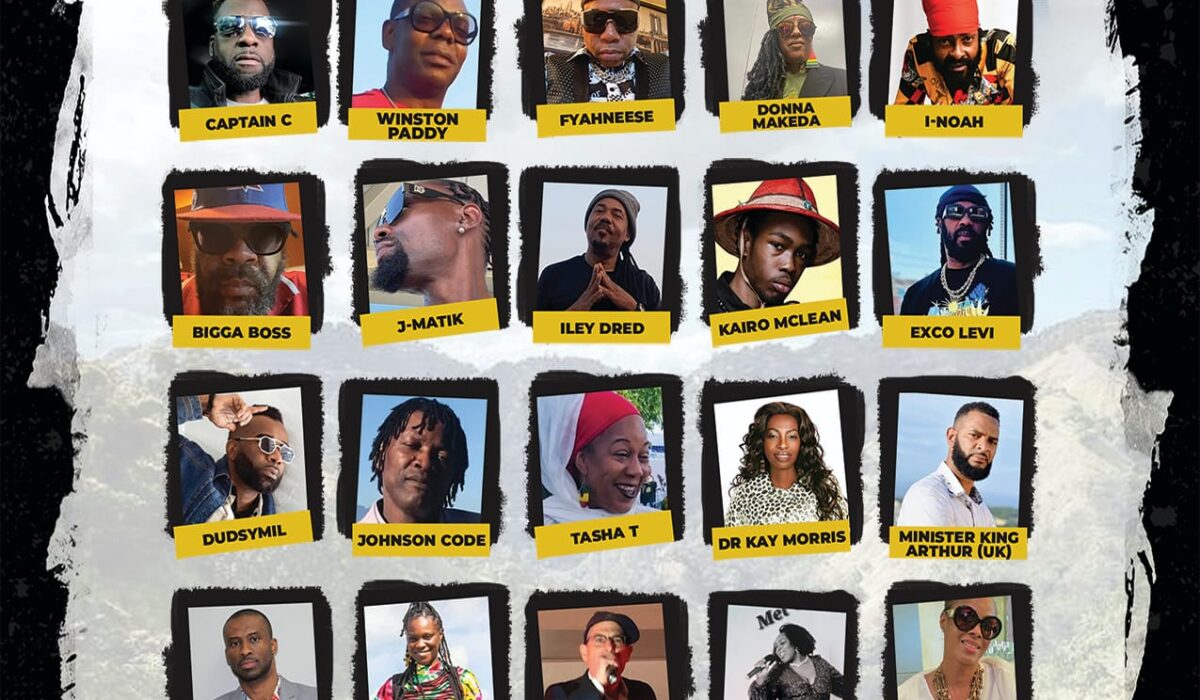 CAPTAIN C
WINSTON
PADDY
FYAHNEESE
DONNA
MAKEDA
I-NOAH
BIGGA BOSS
J-MATIK
ILEY DRED
KAIRO MCLEAN
EXCO LEVI
DUDSYMIL
JOHNSON CODE
TASHA T
DR KAY MORRIS
MINISTER KING
ARTHUR (UK)
Met